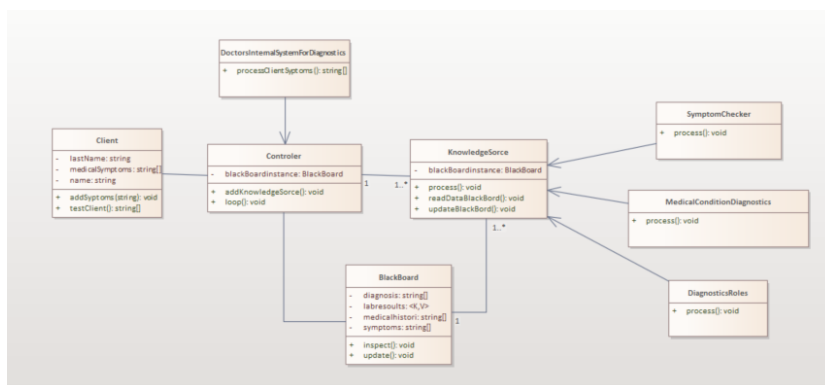 DoctorsInternalSystemForDiagnostics
+ processClientSyptoms(): string[]
Client
- lastName: string
- medicalSymptoms: string[]
- name: string
+ addSyptoms(string): void
+ testClient(): string[]
Controler
- blackBoardinstance: BlackBoard
+ addKnowledgeSorce(): void
+ loop(): void
1
1..*
KnowledgeSorce
- blackBoardinstance: BlackBoard
+ process(): void
+ readDataBlackBord(): void
+ updateBlackBord(): void
1..*
SymptomChecker
+ process(): void
MedicalConditionDiagnostics
+ process(): void
DiagnosticsRoles
+ process(): void
BlackBoard
- diagnosis: string[]
- labresoults: <K,V>
- medicalhistori: string[]
- symptoms: string[]
+ inspect(): void
+ update(): void
1